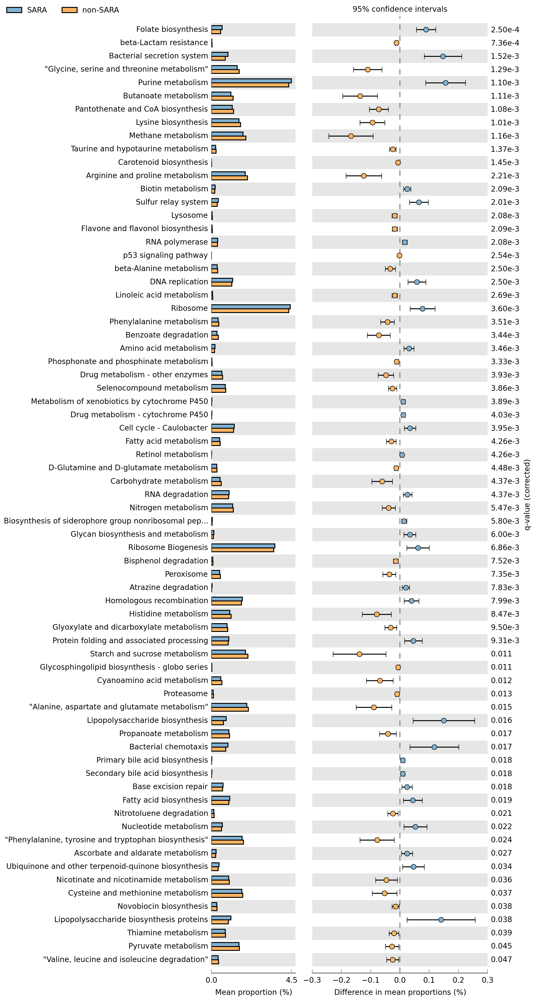 SARA non-SARA 95% confidence intervals
Folate biosynthesis 2.50e-4
beta-Lactam resistance 7.36e-4
Bacterial secretion system 1.52e-3
"Glycine, serine and threonine metabolism" 1.29e-3
Purine metabolism 1.10e-3
Butanoate metabolism 1.11e-3
Pantothenate and CoA biosynthesis 1.08e-3
Lysine biosynthesis 1.01e-3
Methane metabolism 1.16e-3
Taurine and hypotaurine metabolism 1.37e-3
Carotenoid biosynthesis 1.45e-3
Arginine and proline metabolism 2.21e-3
Biotin metabolism 2.09e-3
Sulfur relay system 2.01e-3
Lysosome 2.08e-3
Flavone and flavonol biosynthesis 2.09e-3
RNA polymerase 2.08e-3
p53 signaling pathway 2.54e-3
beta-Alanine metabolism 2.50e-3
DNA replication 2.50e-3
Linoleic acid metabolism 2.69e-3
Ribosome 3.60e-3
Phenylalanine metabolism 3.51e-3
Benzoate degradation 3.44e-3
Amino acid metabolism 3.46e-3
Phosphonate and phosphinate metabolism 3.33e-3
Drug metabolism - other enzymes 3.93e-3
Selenocompound metabolism 3.86e-3
Metabolism of xenobiotics by cytochrome P450 3.89e-3
Drug metabolism - cytochrome P450 4.03e-3
Cell cycle - Caulobacter 3.95e-3
Fatty acid metabolism 4.26e-3
Retinol metabolism 4.26e-3
D-Glutamine and D-glutamate metabolism 4.48e-3
Carbohydrate metabolism 4.37e-3
RNA degradation 4.37e-3
Nitrogen metabolism 5.47e-3
Biosynthesis of siderophore group nonribosomal pep... 5.80e-3
Glycan biosynthesis and metabolism 6.00e-3
Ribosome Biogenesis 6.86e-3
Bisphenol degradation 7.52e-3
Peroxisome 7.35e-3
Atrazine degradation 7.83e-3
Homologous recombination 7.99e-3
Histidine metabolism 8.47e-3
Glyoxylate and dicarboxylate metabolism 9.50e-3
Protein folding and associated processing 9.31e-3
Starch and sucrose metabolism 0.011
Glycosphingolipid biosynthesis - globo series 0.011
Cyanoamino acid metabolism 0.012
Proteasome 0.013
"Alanine, aspartate and glutamate metabolism" 0.015
Lipopolysaccharide biosynthesis 0.016
Propanoate metabolism 0.017
Bacterial chemotaxis 0.017
Primary bile acid biosynthesis 0.018
Secondary bile acid biosynthesis 0.018
Base excision repair 0.018
Fatty acid biosynthesis 0.019
Nitrotoluene degradation 0.021
Nucleotide metabolism 0.022
"Phenylalanine, tyrosine and tryptophan biosynthesis" 0.024
Ascorbate and aldarate metabolism 0.027
Ubiquinone and other terpenoid-quinone biosynthesis 0.034
Nicotinate and nicotinamide metabolism 0.036
Cysteine and methionine metabolism 0.037
Novobiocin biosynthesis 0.038
Lipopolysaccharide biosynthesis proteins 0.038
Thiamine metabolism 0.039
Pyruvate metabolism 0.045
"Valine, leucine and isoleucine degradation" 0.047
q-value (corrected)
0.0 4.5 −0.3 −0.2 −0.1 0.0 0.1 0.2 0.3
Mean proportion (%) Difference in mean proportions (%)